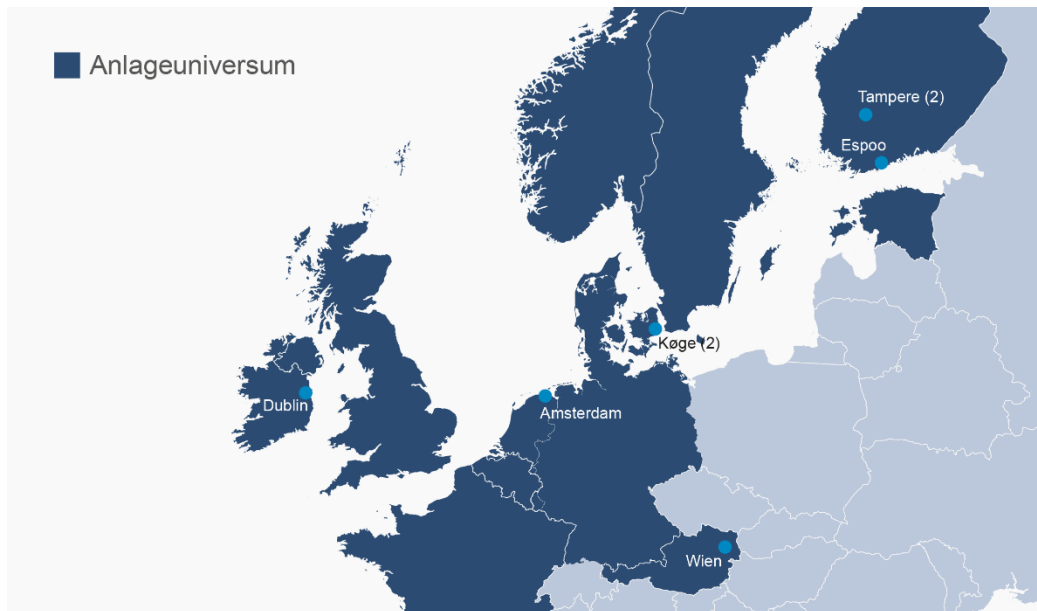 Anlageuniversum
Tampere (2)
Espoo
Køge (2)
Dublin
Amsterdam
Wien